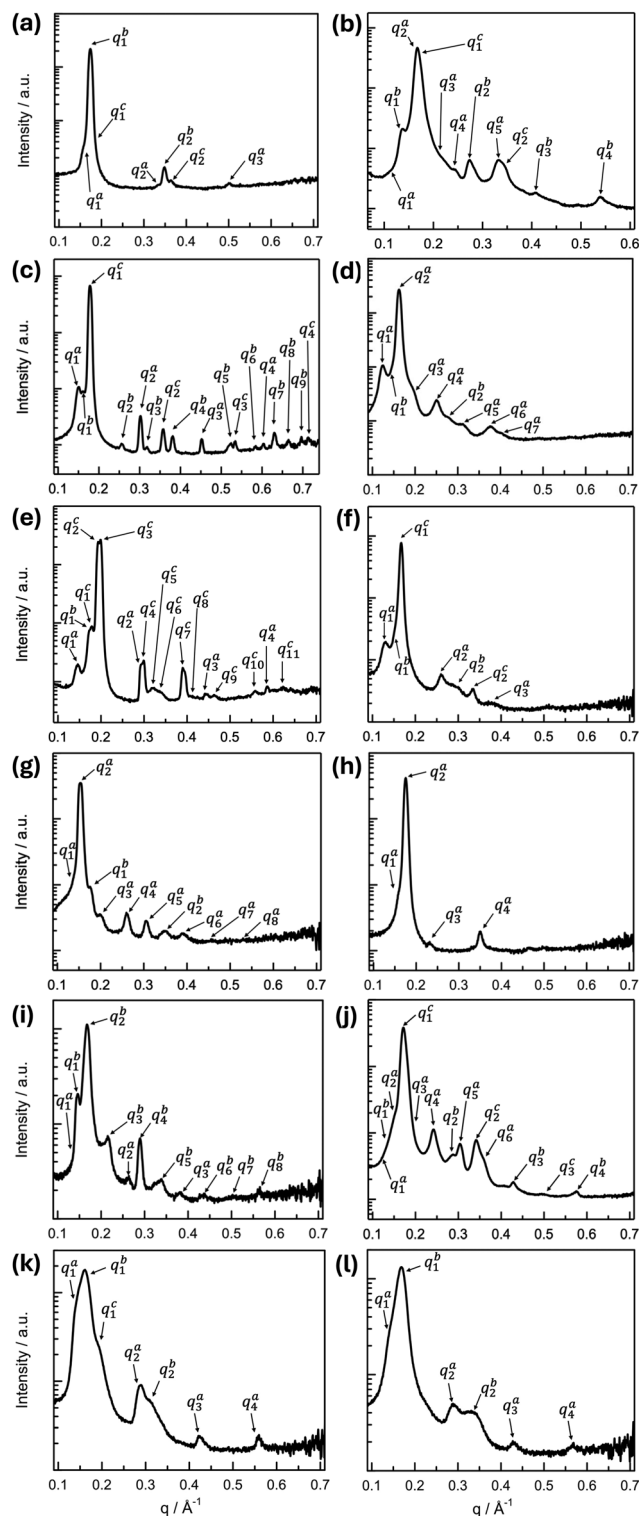 (a)
Intensity / a.u.
q₁ᵇ
q₁ᶜ
q₁ᵃ
q₂ᵃ
q₂ᵇ
q₂ᶜ
q₃ᵃ
0.1 0.2 0.3 0.4 0.5 0.6 0.7
(b)
q₂ᵃ
q₁ᶜ
q₁ᵇ
q₁ᵃ
q₃ᵃ
q₄ᵃ
q₂ᵇ
q₅ᵃ
q₂ᶜ
q₃ᵇ
q₄ᵇ
0.1 0.2 0.3 0.4 0.5 0.6
(c)
Intensity / a.u.
q₁ᶜ
q₁ᵃ
q₁ᵇ
q₂ᵇ
q₂ᵃ
q₃ᵇ
q₂ᶜ
q₄ᵇ
q₃ᵃ
q₅ᵇ
q₃ᶜ
q₆ᵇ
q₄ᵃ
q₇ᵇ
q₈ᵇ
q₉ᵇ
q₄ᶜ
0.1 0.2 0.3 0.4 0.5 0.6 0.7
(d)
q₂ᵃ
q₁ᵃ
q₁ᵇ
q₃ᵃ
q₄ᵃ
q₂ᵇ
q₅ᵃ
q₆ᵃ
q₇ᵃ
0.1 0.2 0.3 0.4 0.5 0.6 0.7
(e)
Intensity / a.u.
q₂ᶜ
q₃ᶜ
q₁ᶜ
q₁ᵇ
q₁ᵃ
q₂ᵃ
q₄ᶜ
q₅ᶜ
q₆ᶜ
q₇ᶜ
q₈ᶜ
q₃ᵃ
q₉ᶜ
q₁₀ᶜ
q₄ᵃ
q₁₁ᶜ
0.1 0.2 0.3 0.4 0.5 0.6 0.7
(f)
q₁ᶜ
q₁ᵃ
q₁ᵇ
q₂ᵃ
q₂ᵇ
q₂ᶜ
q₃ᵃ
0.1 0.2 0.3 0.4 0.5 0.6 0.7
(g)
Intensity / a.u.
q₂ᵃ
q₁ᵃ
q₁ᵇ
q₃ᵃ
q₄ᵃ
q₅ᵃ
q₂ᵇ
q₆ᵃ
q₇ᵃ
q₈ᵃ
0.1 0.2 0.3 0.4 0.5 0.6 0.7
(h)
q₂ᵃ
q₁ᵃ
q₃ᵃ
q₄ᵃ
0.1 0.2 0.3 0.4 0.5 0.6 0.7
(i)
Intensity / a.u.
q₂ᵇ
q₁ᵇ
q₁ᵃ
q₃ᵇ
q₄ᵇ
q₂ᵃ
q₅ᵇ
q₃ᵃ
q₆ᵇ
q₇ᵇ
q₈ᵇ
0.1 0.2 0.3 0.4 0.5 0.6 0.7
(j)
q₁ᶜ
q₂ᵃ
q₁ᵇ
q₁ᵃ
q₃ᵃ
q₄ᵃ
q₂ᵇ
q₅ᵃ
q₂ᶜ
q₆ᵃ
q₃ᵇ
q₃ᶜ
q₄ᵇ
0.1 0.2 0.3 0.4 0.5 0.6 0.7
(k)
Intensity / a.u.
q₁ᵃ
q₁ᵇ
q₁ᶜ
q₂ᵃ
q₂ᵇ
q₃ᵃ
q₄ᵃ
0.1 0.2 0.3 0.4 0.5 0.6 0.7
q / Å⁻¹
(l)
q₁ᵇ
q₁ᵃ
q₂ᵃ
q₂ᵇ
q₃ᵃ
q₄ᵃ
0.1 0.2 0.3 0.4 0.5 0.6 0.7
q / Å⁻¹